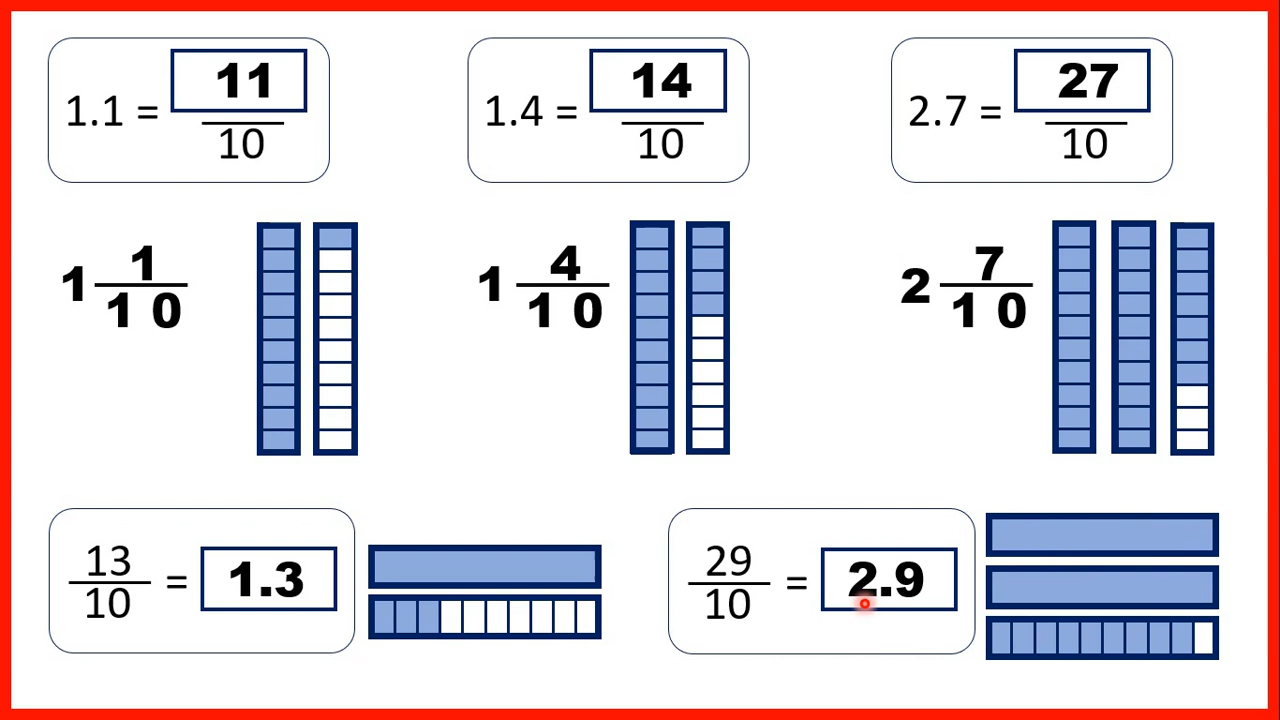 1.1 = 11/10
1.4 = 14/10
2.7 = 27/10
1 1/10
1 4/10
2 7/10
13/10 = 1.3
29/10 = 2.9